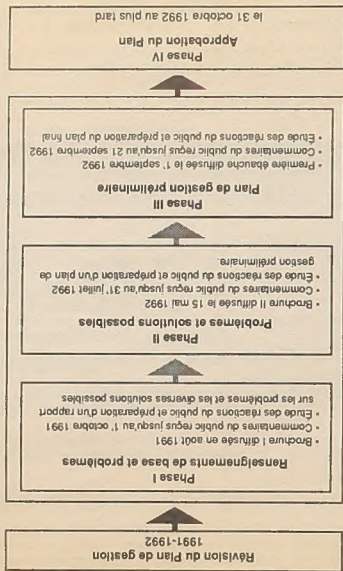 Révision du Plan de gestion
1991-1992
Phase I
Renseignements de base et problèmes
• Brochure I diffusée en août 1991
• Commentaires du public reçus jusqu'au 1' octobre 1991
• Étude des réactions du public et préparation d'un rapport
sur les problèmes et les diverses solutions possibles
Phase II
Problèmes et solutions possibles
• Brochure II diffusée le 15 mai 1992
• Commentaires du public reçus jusqu'au 31' juillet 1992
• Étude des réactions du public et préparation d'un plan de
gestion préliminaire.
Phase III
Plan de gestion préliminaire
• Première ébauche diffusée le 1' septembre 1992
• Commentaires du public reçus jusqu'au 21 septembre 1992
• Étude des réactions du public et préparation du plan final
Phase IV
Approbation du Plan
le 31 octobre 1992 au plus tard